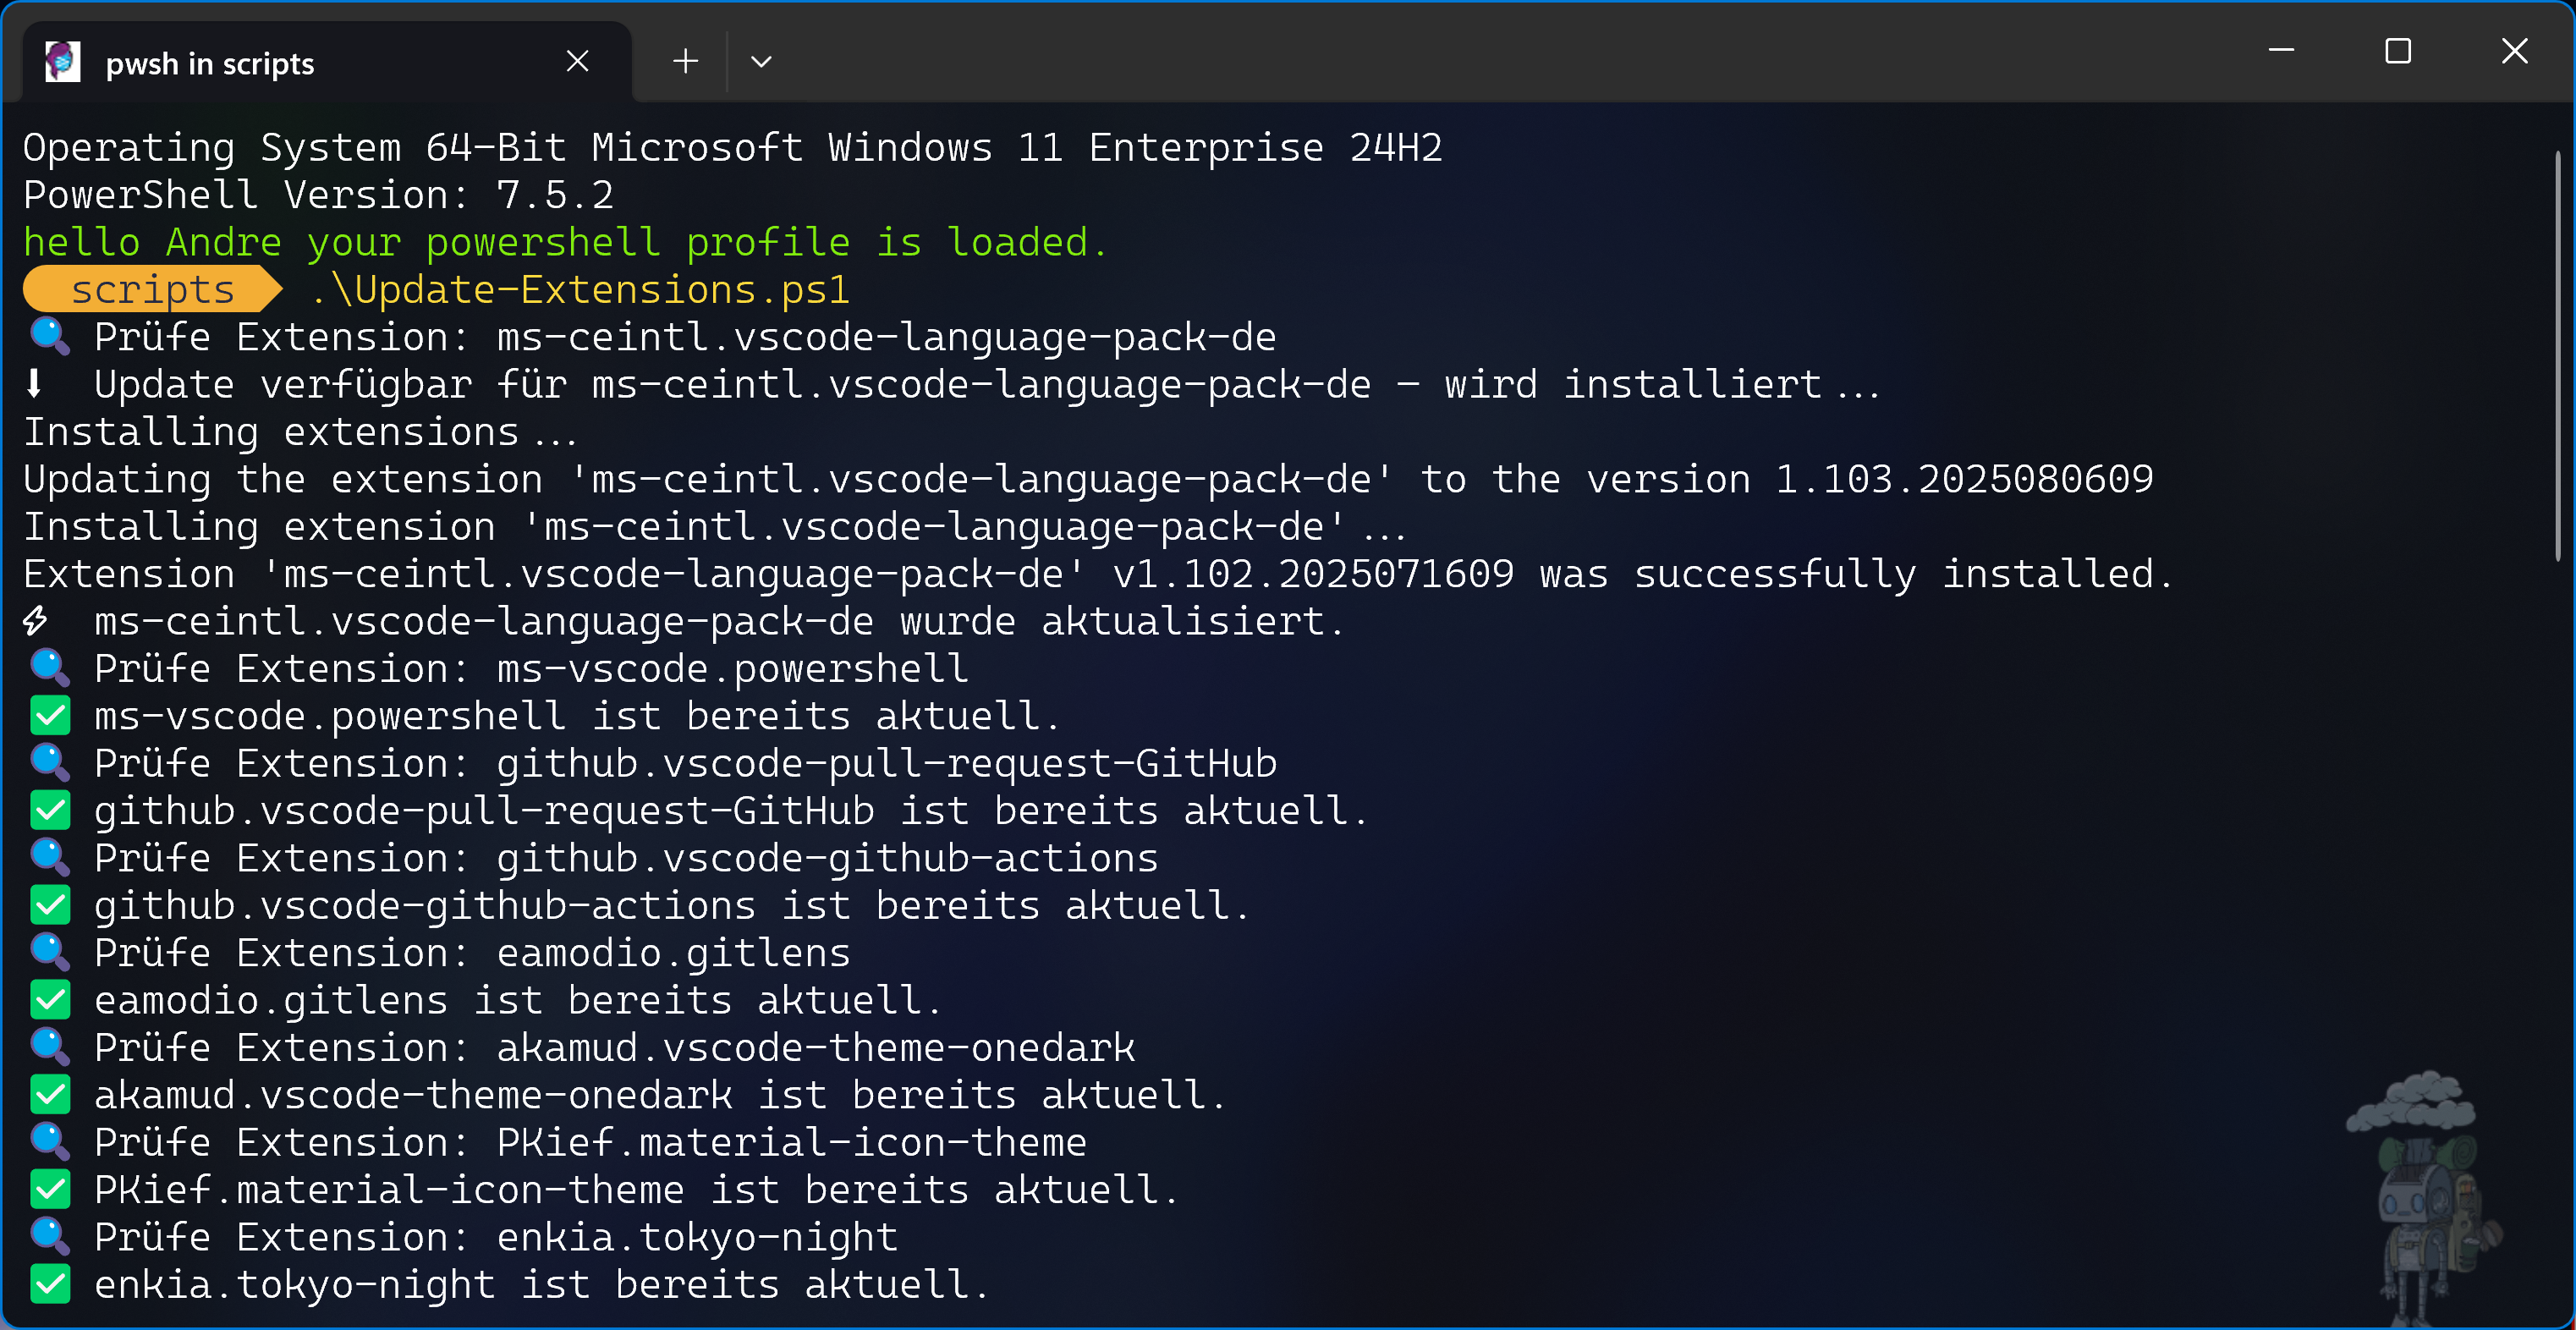 pwsh in scripts
Operating System 64-Bit Microsoft Windows 11 Enterprise 24H2
PowerShell Version: 7.5.2
hello Andre your powershell profile is loaded.
scripts .\Update-Extensions.ps1
🔍 Prüfe Extension: ms-ceintl.vscode-language-pack-de
⬇ Update verfügbar für ms-ceintl.vscode-language-pack-de - wird installiert...
Installing extensions...
Updating the extension 'ms-ceintl.vscode-language-pack-de' to the version 1.103.2025080609
Installing extension 'ms-ceintl.vscode-language-pack-de'...
Extension 'ms-ceintl.vscode-language-pack-de' v1.102.2025071609 was successfully installed.
⚡ ms-ceintl.vscode-language-pack-de wurde aktualisiert.
🔍 Prüfe Extension: ms-vscode.powershell
✅ ms-vscode.powershell ist bereits aktuell.
🔍 Prüfe Extension: github.vscode-pull-request-GitHub
✅ github.vscode-pull-request-GitHub ist bereits aktuell.
🔍 Prüfe Extension: github.vscode-github-actions
✅ github.vscode-github-actions ist bereits aktuell.
🔍 Prüfe Extension: eamodio.gitlens
✅ eamodio.gitlens ist bereits aktuell.
🔍 Prüfe Extension: akamud.vscode-theme-onedark
✅ akamud.vscode-theme-onedark ist bereits aktuell.
🔍 Prüfe Extension: PKief.material-icon-theme
✅ PKief.material-icon-theme ist bereits aktuell.
🔍 Prüfe Extension: enkia.tokyo-night
✅ enkia.tokyo-night ist bereits aktuell.